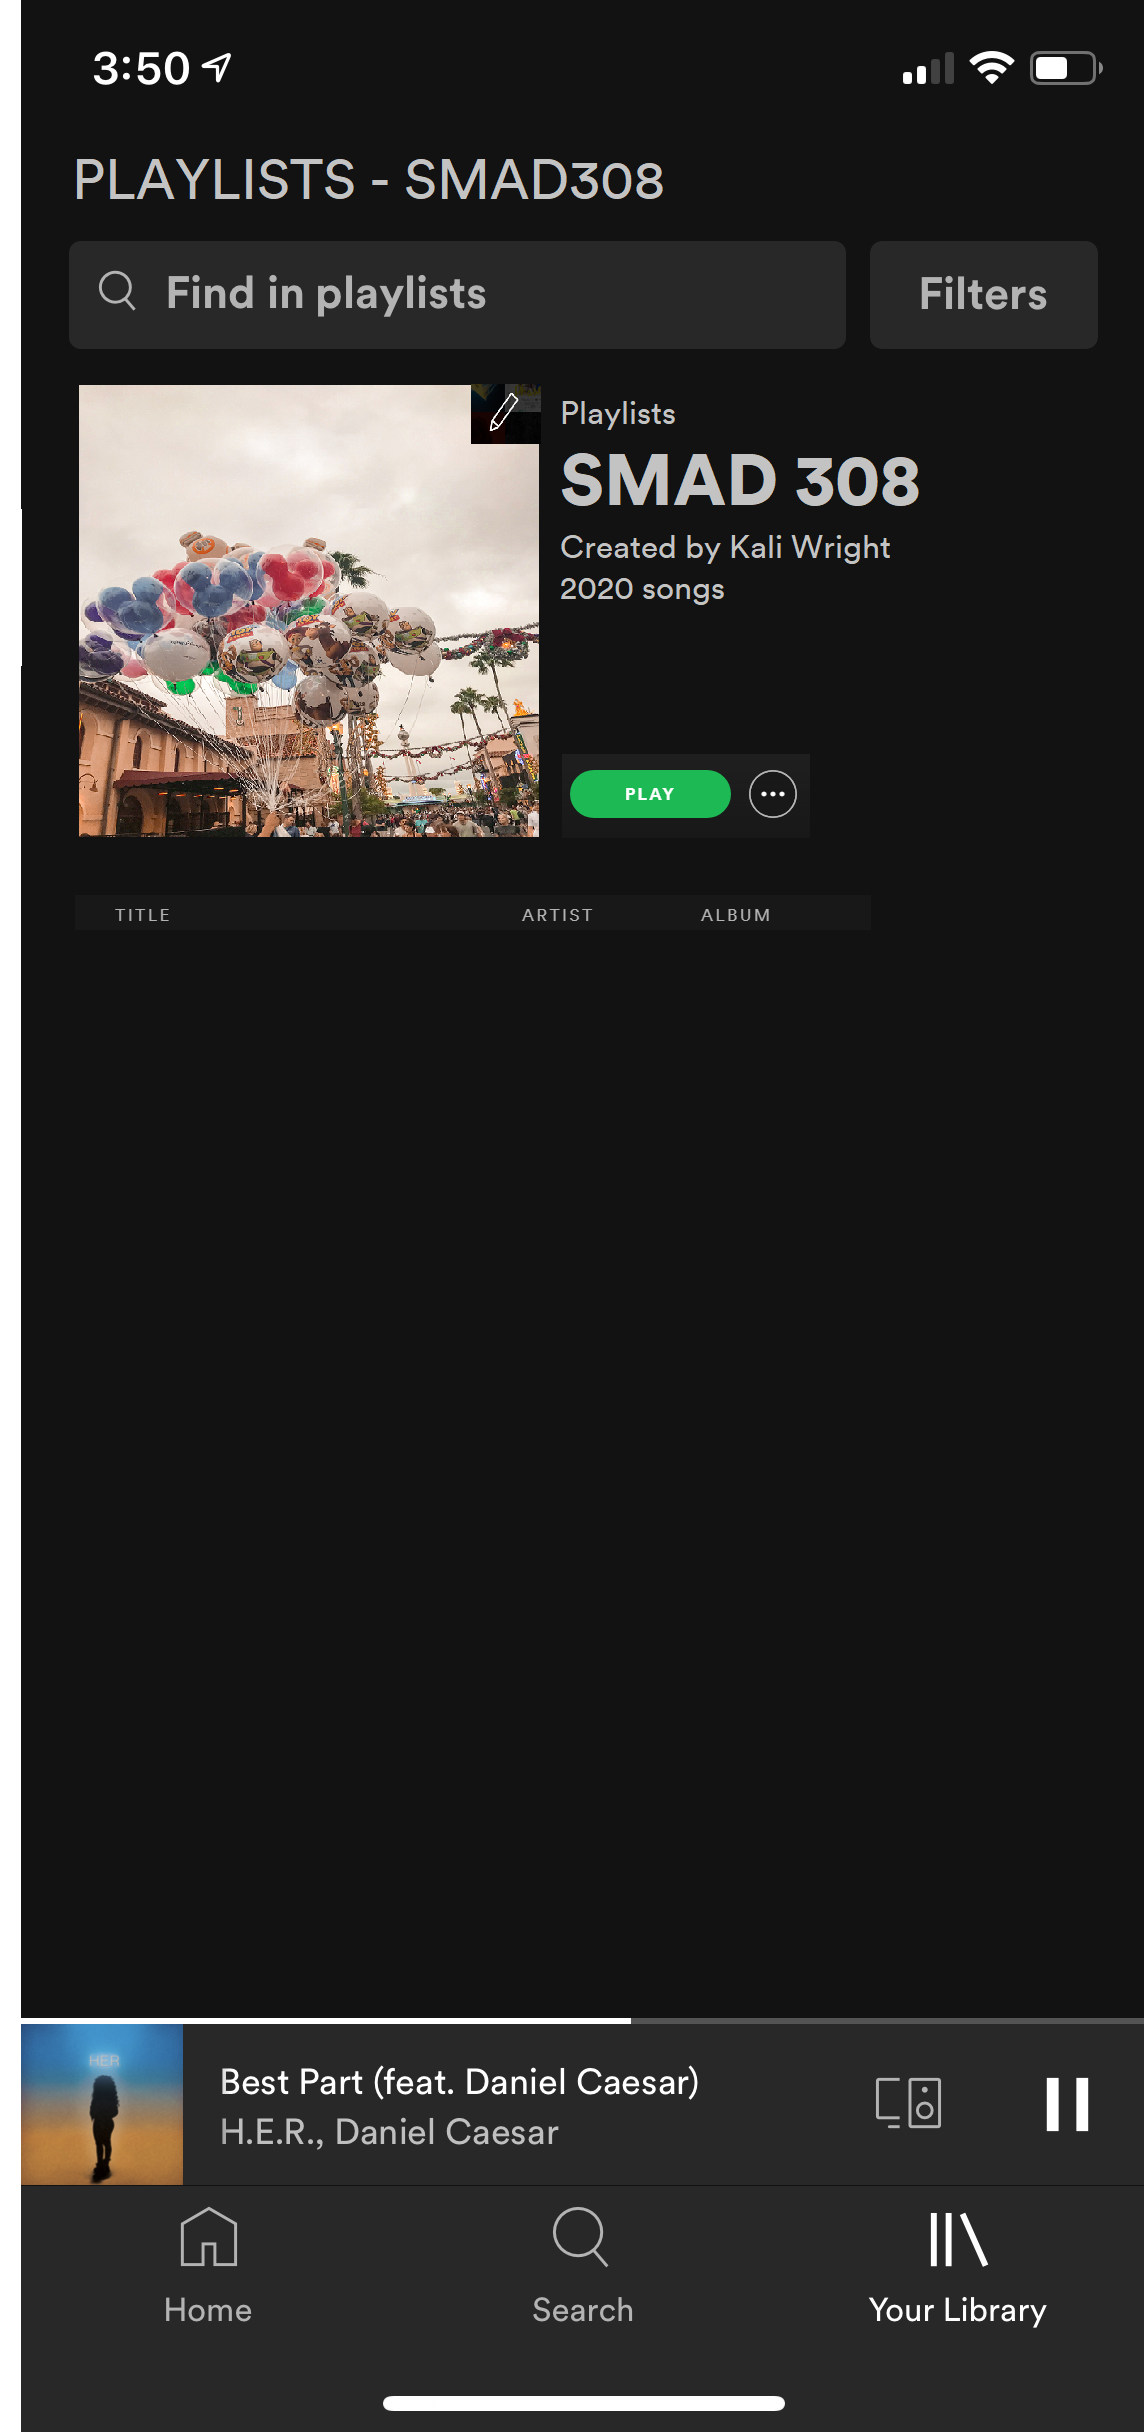 3:50
PLAYLISTS - SMAD308
Find in playlists
Filters
Playlists
SMAD 308
Created by Kali Wright
2020 songs
PLAY
TITLE ARTIST ALBUM
HER
Best Part (feat. Daniel Caesar)
H.E.R., Daniel Caesar
Home
Search
Your Library